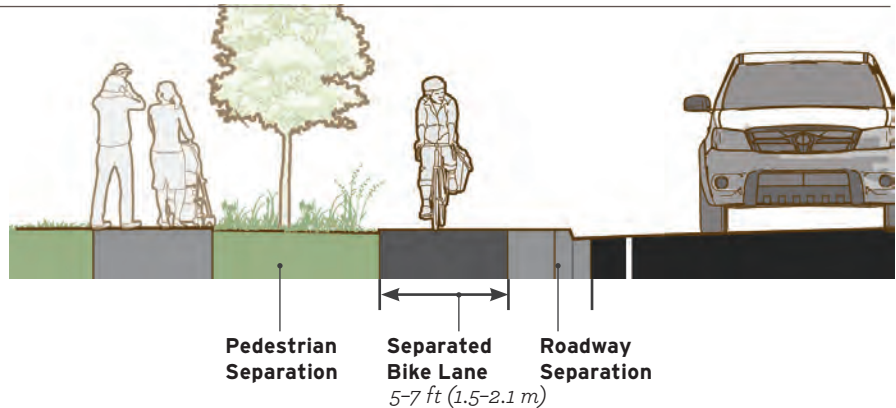 Pedestrian
Separation
Separated
Bike Lane
5–7 ft (1.5–2.1 m)
Roadway
Separation